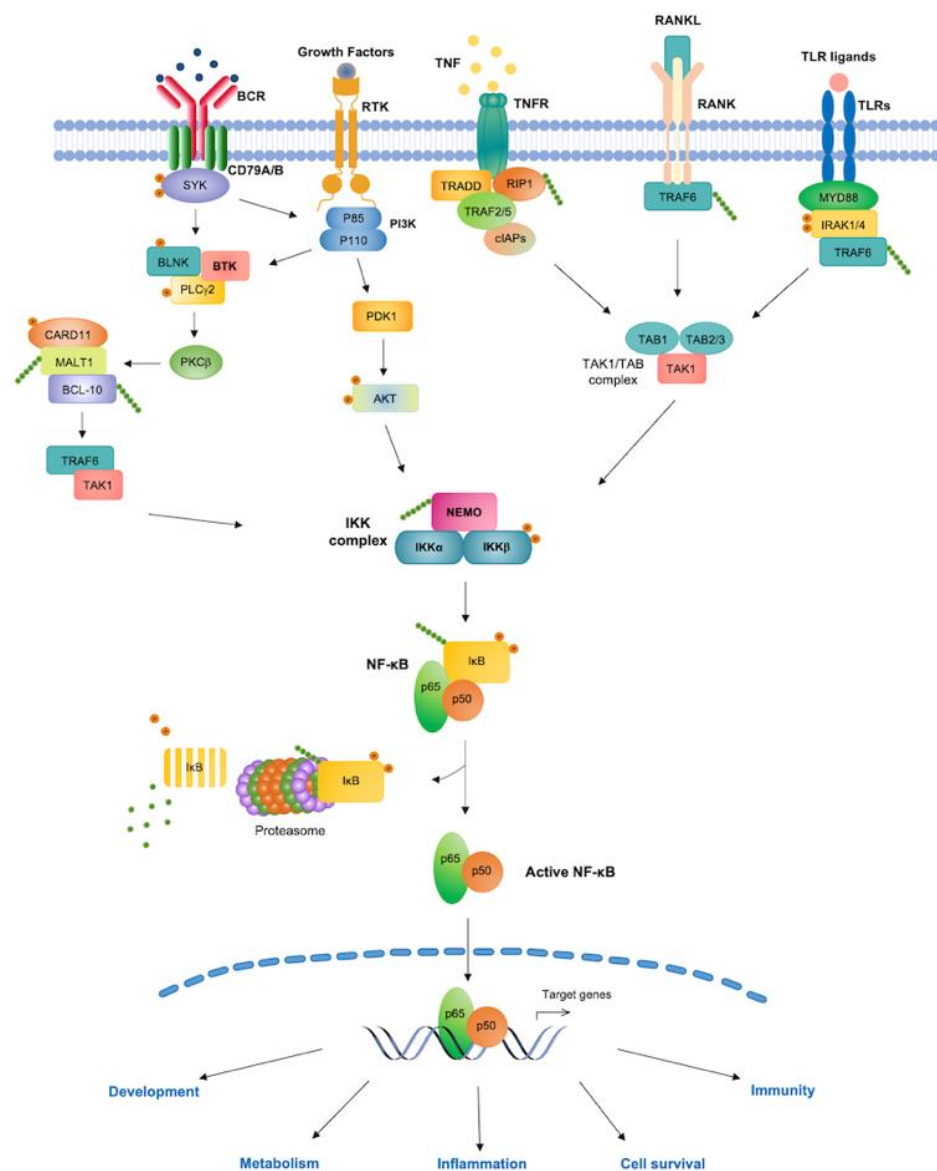 RANKL
Growth Factors
TNF
TLR ligands
BCR
RTK
TNFR
RANK
TLRs
CD79A/B
P
SYK
P
TRADD
RIP1
TRAF6
MYD88
P85
PI3K
TRAF2/5
P
IRAK1/4
P
P110
cIAPs
TRAF6
P
BLNK
BTK
P
PLCγ2
PDK1
P
CARD11
TAB1
TAB2/3
MALT1
PKCβ
TAK1/TAB
complex
TAK1
BCL-10
P
AKT
P
TRAF6
TAK1
NEMO
IKK
complex
IKKα
IKKβ
P
P
P
P
NF-κB
IκB
p65
p50
P
P
IκB
IκB
P
P
Proteasome
p65
p50
Active NF-κB
Target genes
p65
p50
Development
Immunity
Metabolism
Inflammation
Cell survival